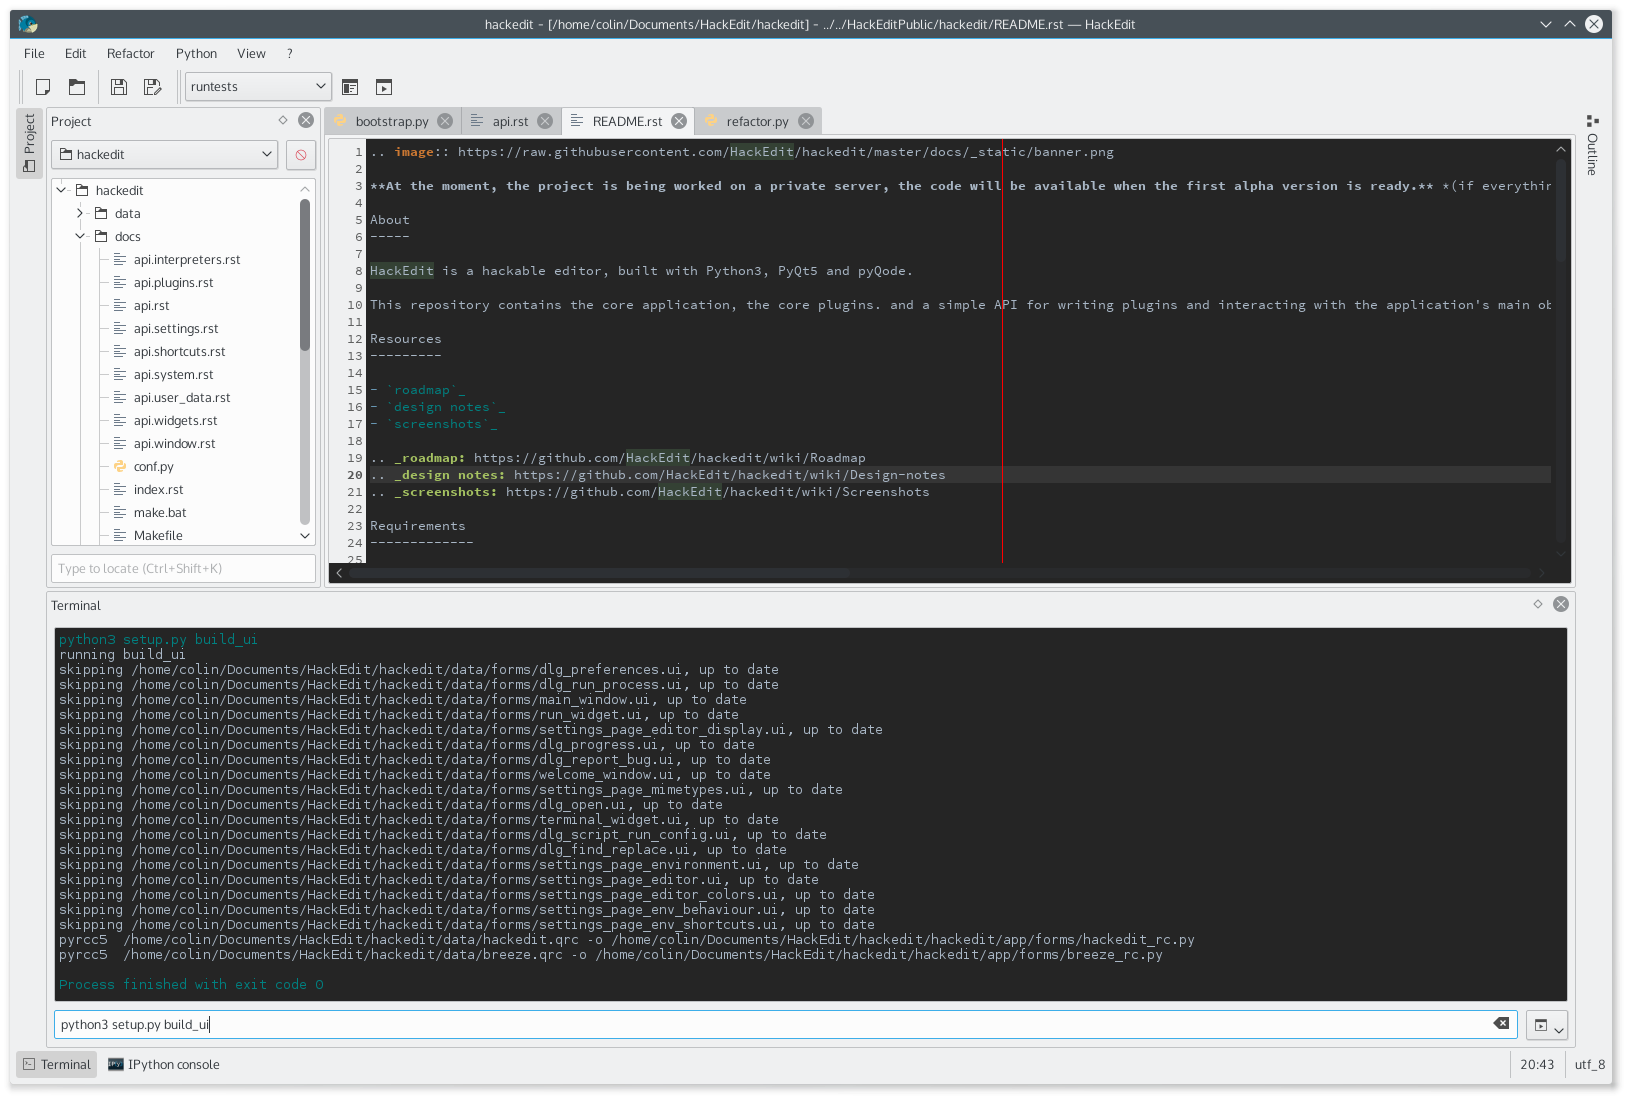 hackedit - [/home/colin/Documents/HackEdit/hackedit] - ../../HackEditPublic/hackedit/README.rst — HackEdit
File Edit Refactor Python View ?
runtests
Project
Project
hackedit
hackedit
data
docs
api.interpreters.rst
api.plugins.rst
api.rst
api.settings.rst
api.shortcuts.rst
api.system.rst
api.user_data.rst
api.widgets.rst
api.window.rst
conf.py
index.rst
make.bat
Makefile
Type to locate (Ctrl+Shift+K)
bootstrap.py api.rst README.rst refactor.py
1 .. image:: https://raw.githubusercontent.com/HackEdit/hackedit/master/docs/_static/banner.png
2
3 **At the moment, the project is being worked on a private server, the code will be available when the first alpha version is ready.** *(if everythin
4
5 About
6 -----
7
8 HackEdit is a hackable editor, built with Python3, PyQt5 and pyQode.
9
10 This repository contains the core application, the core plugins. and a simple API for writing plugins and interacting with the application's main ob
11
12 Resources
13 ---------
14
15 - `roadmap`_
16 - `design notes`_
17 - `screenshots`_
18
19 .. _roadmap: https://github.com/HackEdit/hackedit/wiki/Roadmap
20 .. _design notes: https://github.com/HackEdit/hackedit/wiki/Design-notes
21 .. _screenshots: https://github.com/HackEdit/hackedit/wiki/Screenshots
22
23 Requirements
24 -------------
25
Outline
Terminal
python3 setup.py build_ui
running build_ui
skipping /home/colin/Documents/HackEdit/hackedit/data/forms/dlg_preferences.ui, up to date
skipping /home/colin/Documents/HackEdit/hackedit/data/forms/dlg_run_process.ui, up to date
skipping /home/colin/Documents/HackEdit/hackedit/data/forms/main_window.ui, up to date
skipping /home/colin/Documents/HackEdit/hackedit/data/forms/run_widget.ui, up to date
skipping /home/colin/Documents/HackEdit/hackedit/data/forms/settings_page_editor_display.ui, up to date
skipping /home/colin/Documents/HackEdit/hackedit/data/forms/dlg_progress.ui, up to date
skipping /home/colin/Documents/HackEdit/hackedit/data/forms/dlg_report_bug.ui, up to date
skipping /home/colin/Documents/HackEdit/hackedit/data/forms/welcome_window.ui, up to date
skipping /home/colin/Documents/HackEdit/hackedit/data/forms/settings_page_mimetypes.ui, up to date
skipping /home/colin/Documents/HackEdit/hackedit/data/forms/dlg_open.ui, up to date
skipping /home/colin/Documents/HackEdit/hackedit/data/forms/terminal_widget.ui, up to date
skipping /home/colin/Documents/HackEdit/hackedit/data/forms/dlg_script_run_config.ui, up to date
skipping /home/colin/Documents/HackEdit/hackedit/data/forms/dlg_find_replace.ui, up to date
skipping /home/colin/Documents/HackEdit/hackedit/data/forms/settings_page_environment.ui, up to date
skipping /home/colin/Documents/HackEdit/hackedit/data/forms/settings_page_editor.ui, up to date
skipping /home/colin/Documents/HackEdit/hackedit/data/forms/settings_page_editor_colors.ui, up to date
skipping /home/colin/Documents/HackEdit/hackedit/data/forms/settings_page_env_behaviour.ui, up to date
skipping /home/colin/Documents/HackEdit/hackedit/data/forms/settings_page_env_shortcuts.ui, up to date
pyrcc5  /home/colin/Documents/HackEdit/hackedit/data/hackedit.qrc -o /home/colin/Documents/HackEdit/hackedit/hackedit/app/forms/hackedit_rc.py
pyrcc5  /home/colin/Documents/HackEdit/hackedit/data/breeze.qrc -o /home/colin/Documents/HackEdit/hackedit/hackedit/app/forms/breeze_rc.py
Process finished with exit code 0
python3 setup.py build_ui
Terminal IPython console 20:43 utf_8